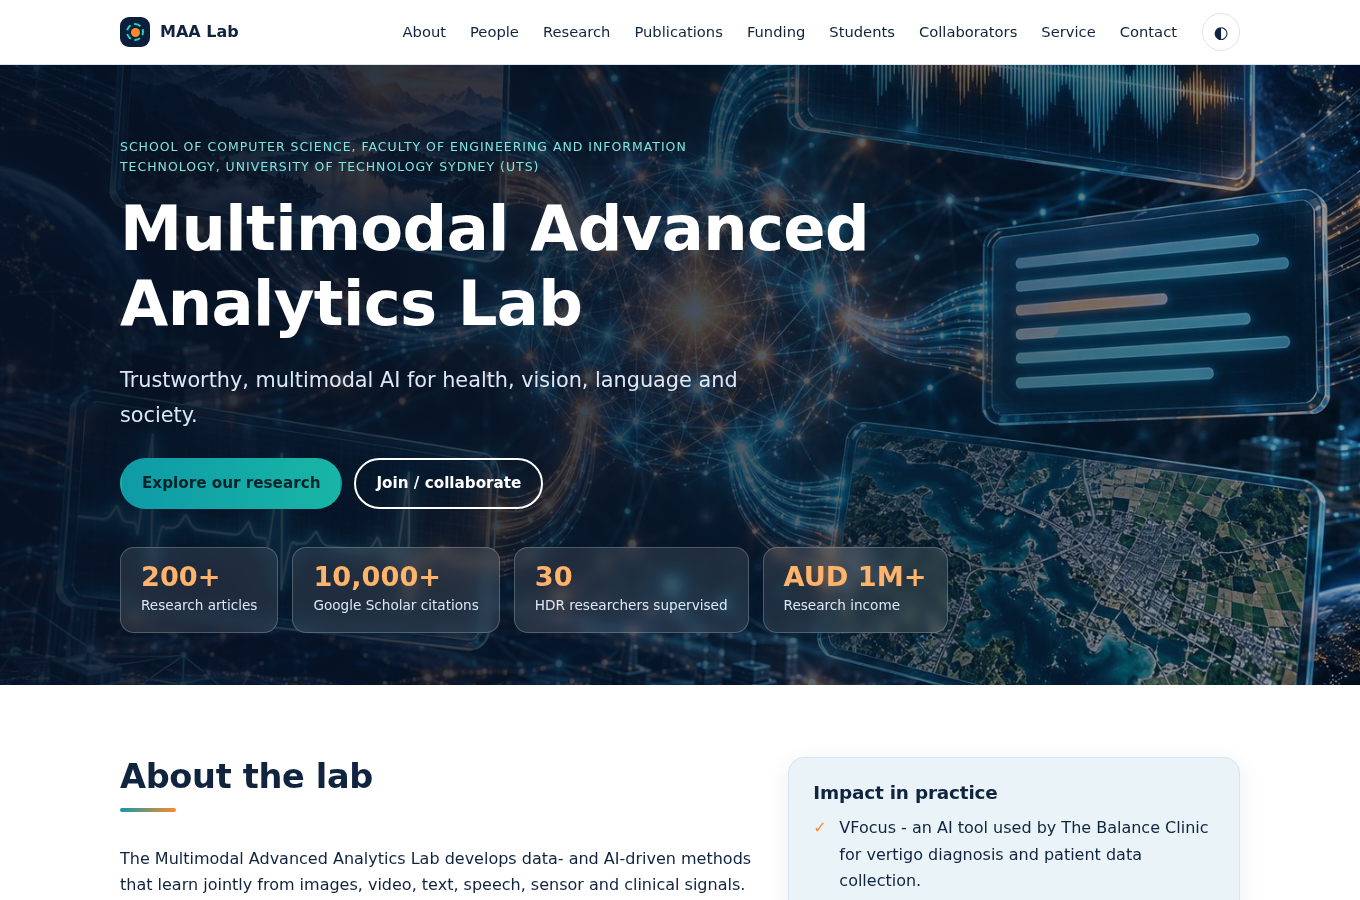 MAA Lab
About
People
Research
Publications
Funding
Students
Collaborators
Service
Contact
SCHOOL OF COMPUTER SCIENCE, FACULTY OF ENGINEERING AND INFORMATION
TECHNOLOGY, UNIVERSITY OF TECHNOLOGY SYDNEY (UTS)
Multimodal Advanced
Analytics Lab
Trustworthy, multimodal AI for health, vision, language and
society.
Explore our research
Join / collaborate
200+
Research articles
10,000+
Google Scholar citations
30
HDR researchers supervised
AUD 1M+
Research income
About the lab
The Multimodal Advanced Analytics Lab develops data- and AI-driven methods
that learn jointly from images, video, text, speech, sensor and clinical signals.
Impact in practice
✓ VFocus - an AI tool used by The Balance Clinic
for vertigo diagnosis and patient data
collection.